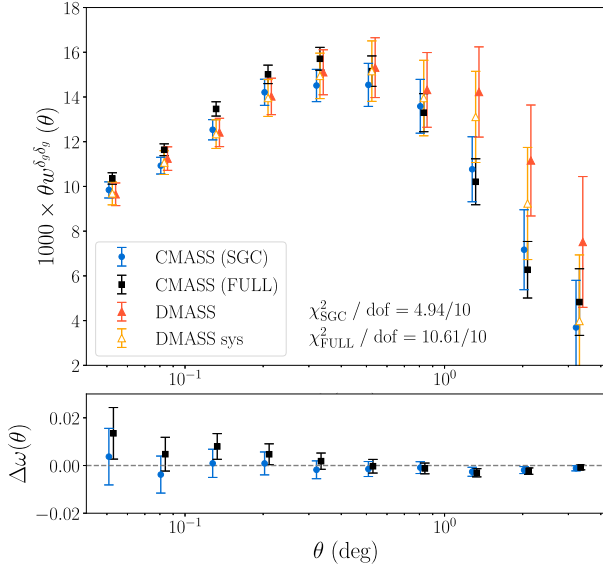 18
16
14
12
10
8
6
4
2
1000 × θw^{δ_g δ_g} (θ)
CMASS (SGC)
CMASS (FULL)
DMASS
DMASS sys
χ²_SGC / dof = 4.94/10
χ²_FULL / dof = 10.61/10
10⁻¹ 10⁰
0.02
0.00
−0.02
Δω(θ)
10⁻¹ 10⁰
θ (deg)